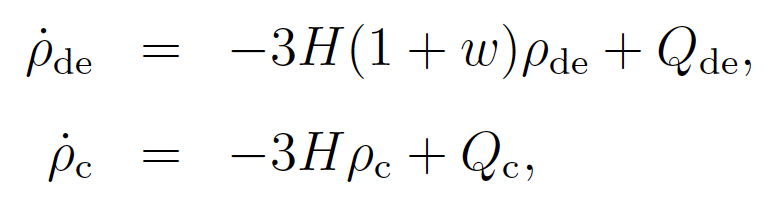 ρ̇_de = −3H(1 + w)ρ_de + Q_de,
ρ̇_c = −3Hρ_c + Q_c,